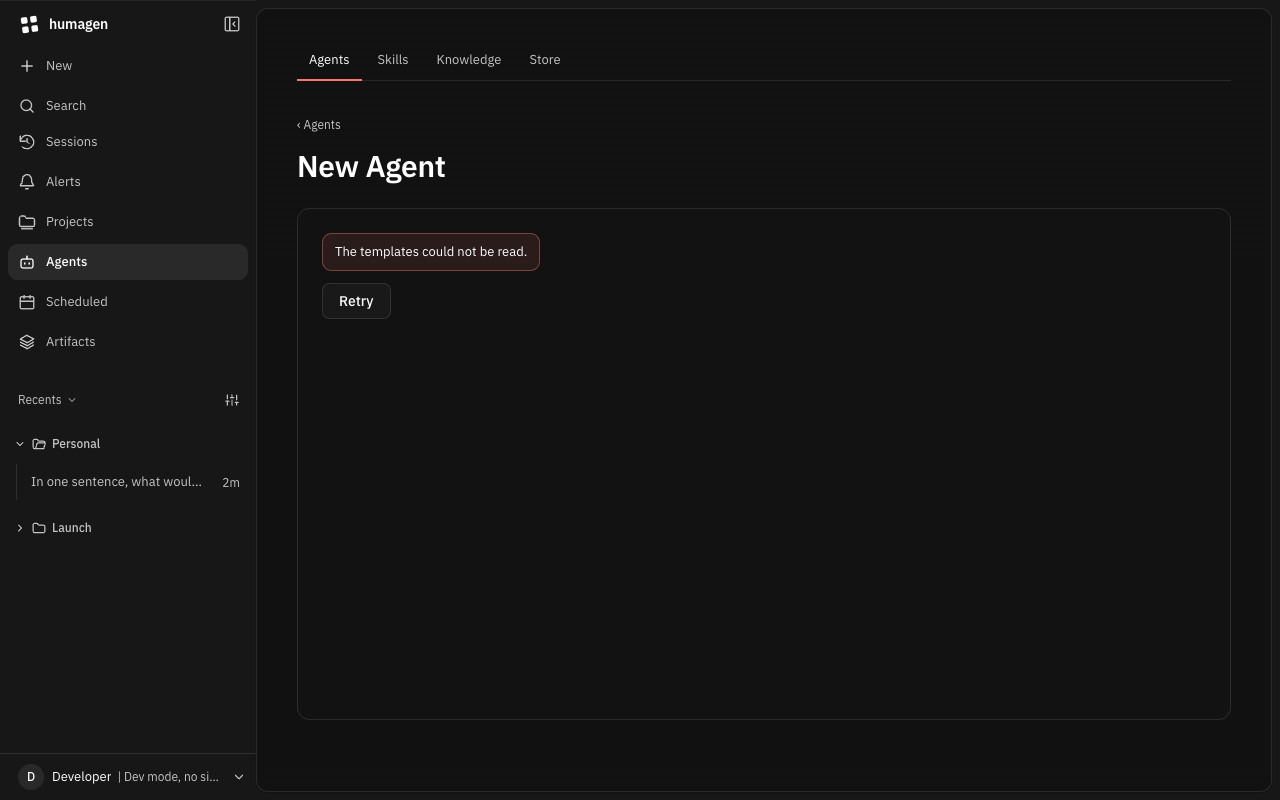 humagen
New
Search
Sessions
Alerts
Projects
Agents
Scheduled
Artifacts
Recents
Personal
In one sentence, what woul... 2m
Launch
D Developer | Dev mode, no si...
Agents Skills Knowledge Store
‹ Agents
New Agent
The templates could not be read.
Retry